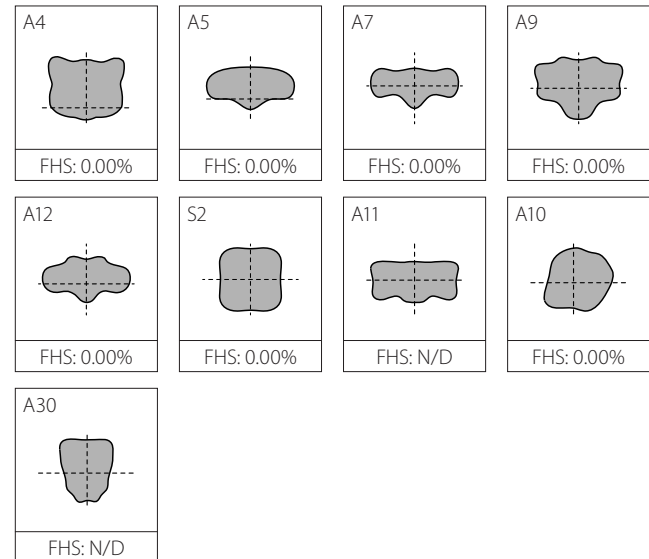 A4
FHS: 0.00%
A5
FHS: 0.00%
A7
FHS: 0.00%
A9
FHS: 0.00%
A12
FHS: 0.00%
S2
FHS: 0.00%
A11
FHS: N/D
A10
FHS: 0.00%
A30
FHS: N/D